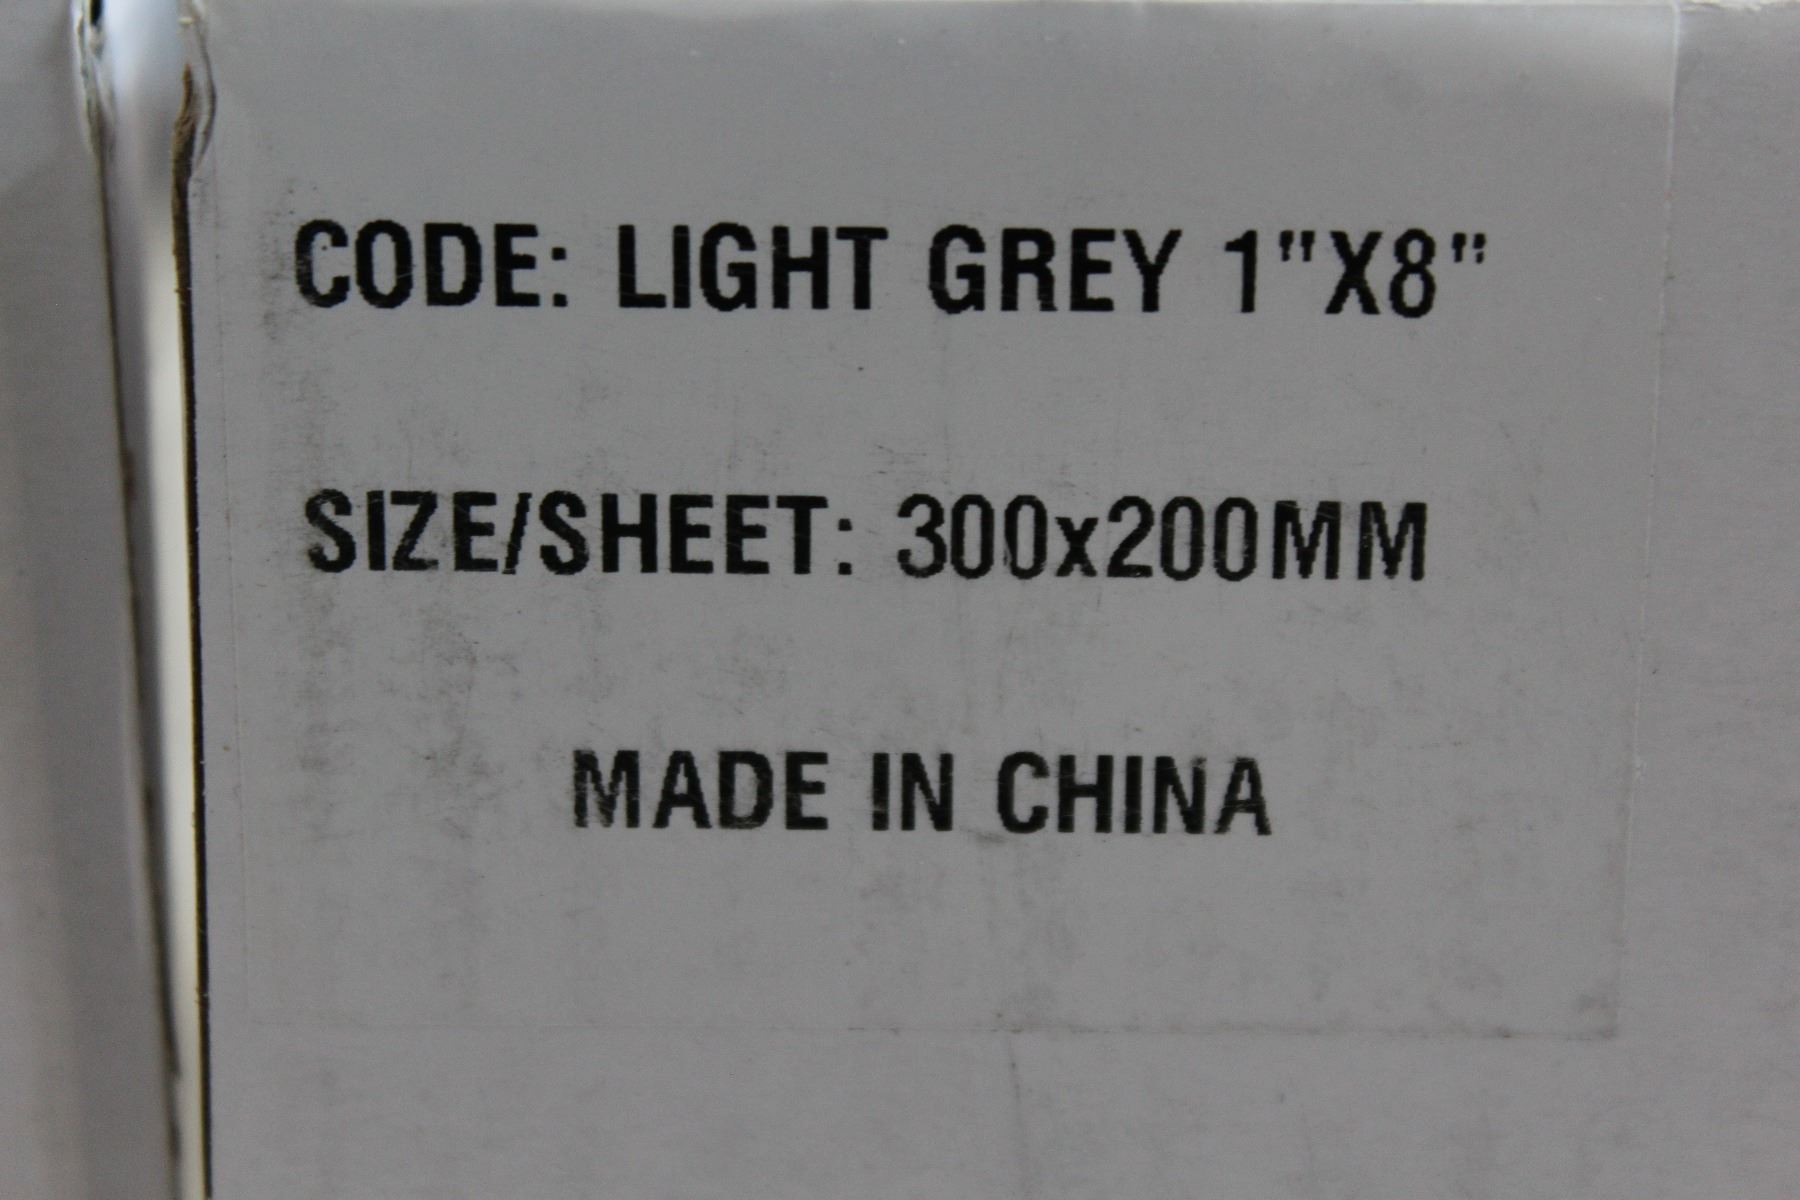 CODE: LIGHT GREY 1"X8"
SIZE/SHEET: 300x200MM
MADE IN CHINA